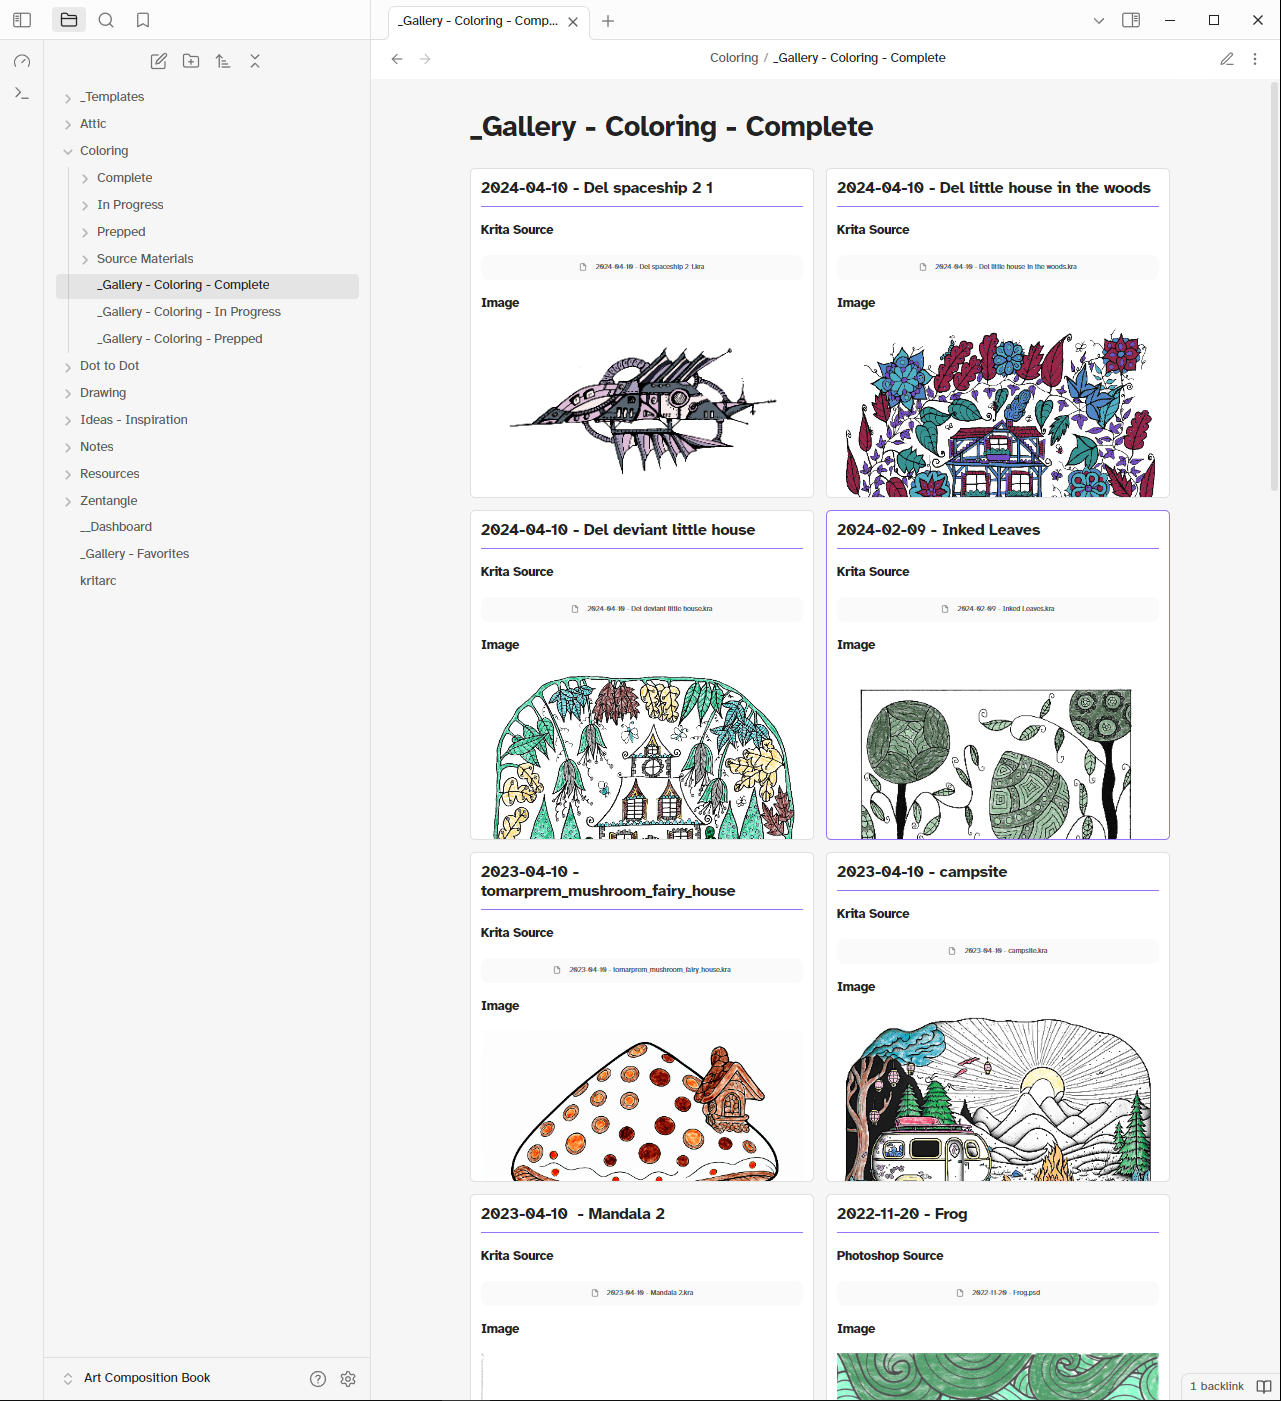 _Gallery - Coloring - Comp...
Coloring / _Gallery - Coloring - Complete
_Templates
Attic
Coloring
Complete
In Progress
Prepped
Source Materials
_Gallery - Coloring - Complete
_Gallery - Coloring - In Progress
_Gallery - Coloring - Prepped
Dot to Dot
Drawing
Ideas - Inspiration
Notes
Resources
Zentangle
__Dashboard
_Gallery - Favorites
kritarc
Art Composition Book
_Gallery - Coloring - Complete
2024-04-10 - Del spaceship 2 1
Krita Source
2024-04-10 - Del spaceship 2 1.kra
Image
2024-04-10 - Del little house in the woods
Krita Source
2024-04-10 - Del little house in the woods.kra
Image
2024-04-10 - Del deviant little house
Krita Source
2024-04-10 - Del deviant little house.kra
Image
2024-02-09 - Inked Leaves
Krita Source
2024-02-09 - Inked Leaves.kra
Image
2023-04-10 -
tomarprem_mushroom_fairy_house
Krita Source
2023-04-10 - tomarprem_mushroom_fairy_house.kra
Image
2023-04-10 - campsite
Krita Source
2023-04-10 - campsite.kra
Image
2023-04-10  - Mandala 2
Krita Source
2023-04-10 - Mandala 2.kra
Image
2022-11-20 - Frog
Photoshop Source
2022-11-20 - Frog.psd
Image
1 backlink